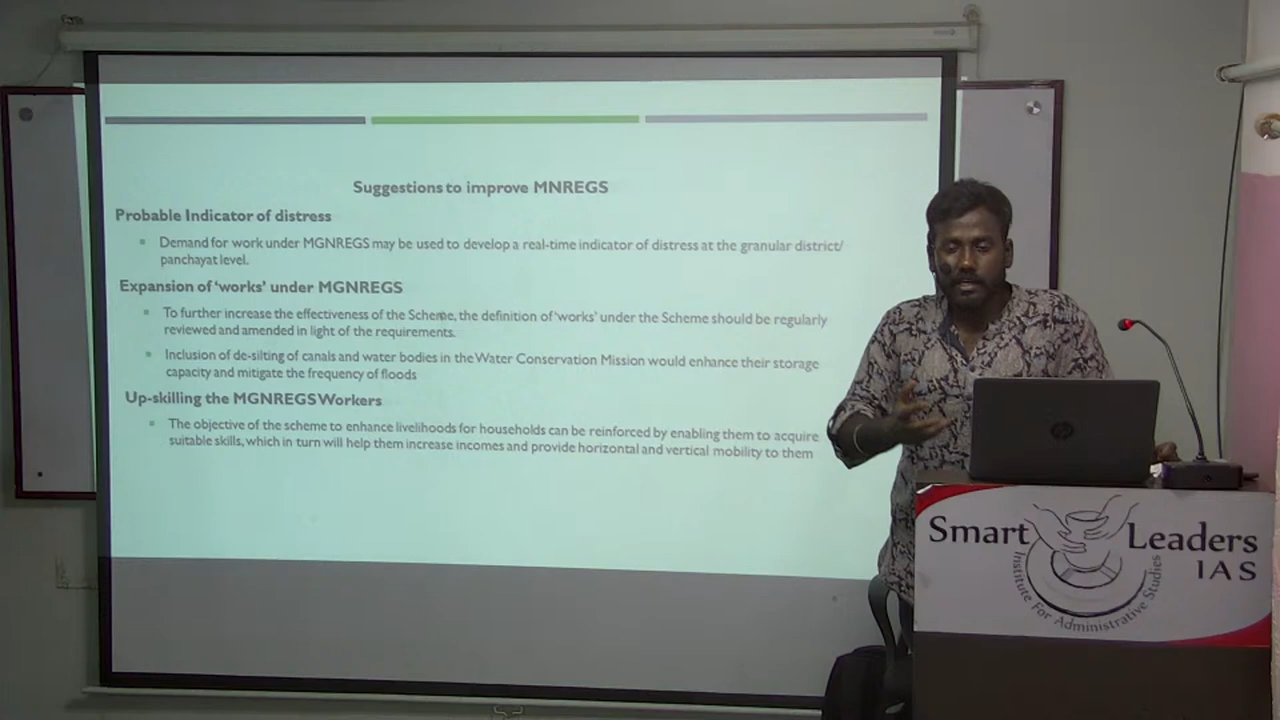 Suggestions to improve MNREGS
Probable Indicator of distress
Demand for work under MGNREGS may be used to develop a real-time indicator of distress at the granular district/
panchayat level.
Expansion of ‘works’ under MGNREGS
To further increase the effectiveness of the Scheme, the definition of ‘works’ under the Scheme should be regularly
reviewed and amended in light of the requirements.
Inclusion of de-silting of canals and water bodies in the Water Conservation Mission would enhance their storage
capacity and mitigate the frequency of floods
Up-skilling the MGNREGS Workers
The objective of the scheme to enhance livelihoods for households can be reinforced by enabling them to acquire
suitable skills, which in turn will help them increase incomes and provide horizontal and vertical mobility to them
hp
Smart Leaders
IAS
Institute For Administrative Studies